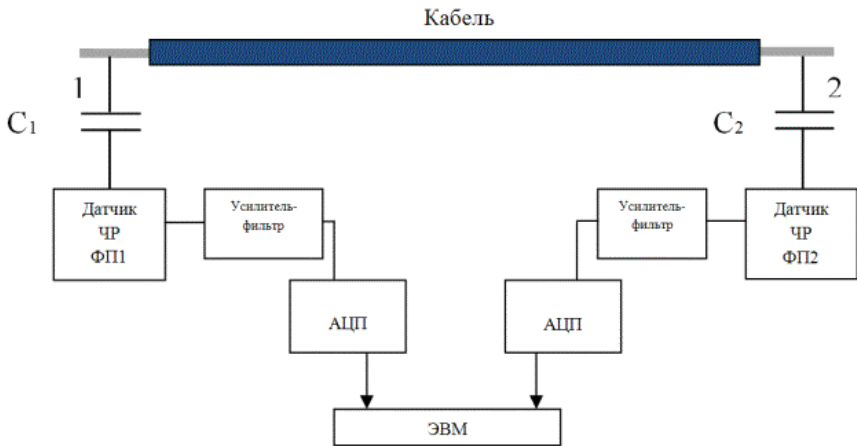 Кабель
1
2
C1
C2
Датчик
ЧР
ФП1
Усилитель-
фильтр
Усилитель-
фильтр
Датчик
ЧР
ФП2
АЦП
АЦП
ЭВМ